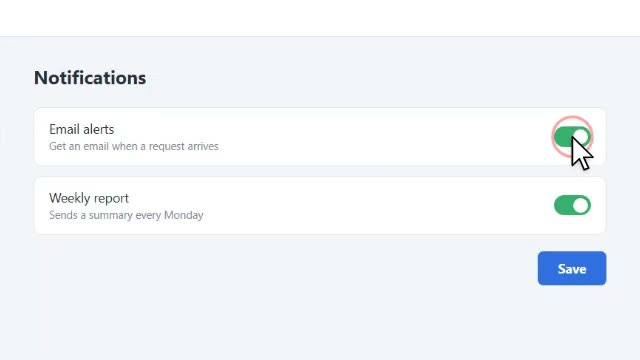 Notifications
Email alerts
Get an email when a request arrives
Weekly report
Sends a summary every Monday
Save